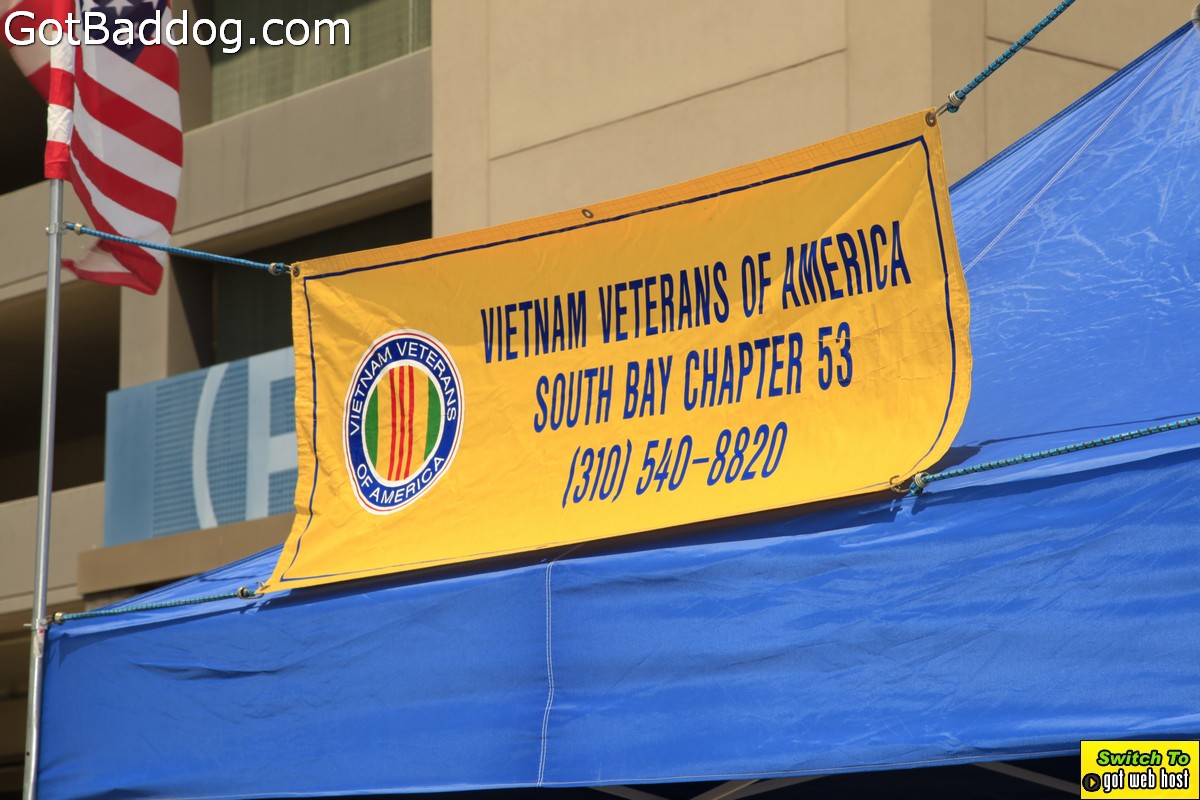 GotBaddog.com
VIETNAM VETERANS OF AMERICA
SOUTH BAY CHAPTER 53
(310) 540-8820
VIETNAM VETERANS
OF AMERICA
Switch To
got web host